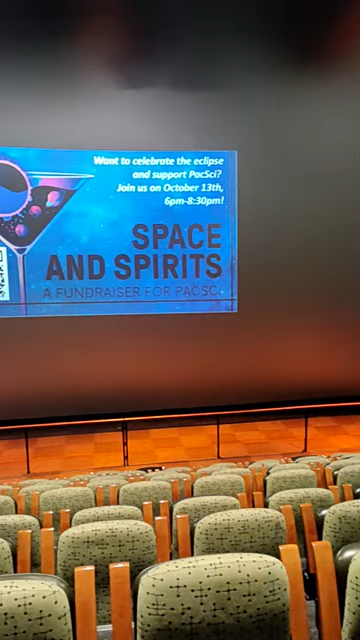 Want to celebrate the eclipse
and support PacSci?
Join us on October 13th,
6pm-8:30pm!
SPACE
AND SPIRITS
A FUNDRAISER FOR PACSCI